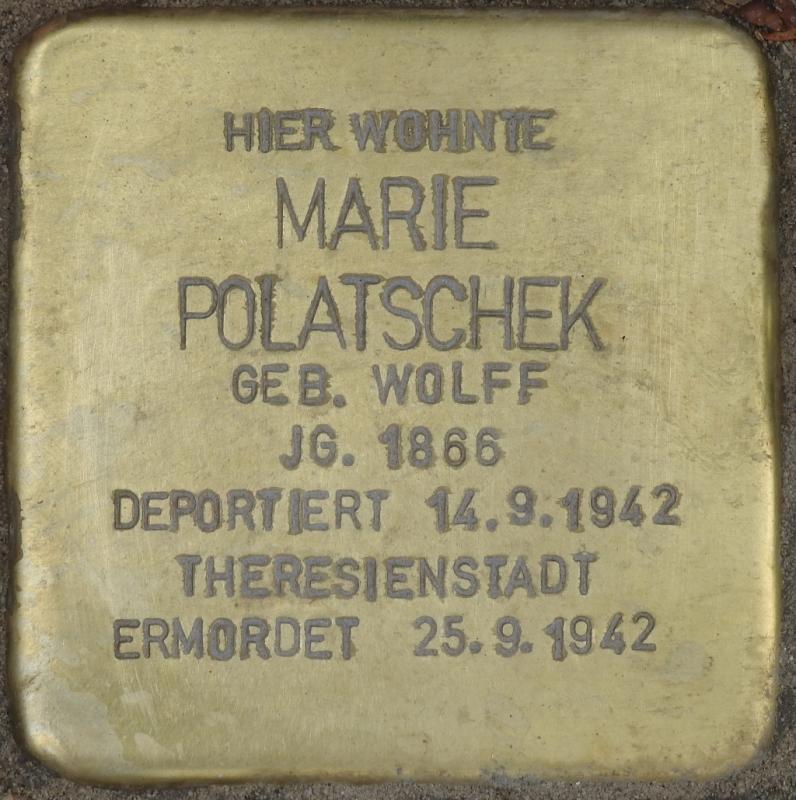 HIER WOHNTE
MARIE
POLATSCHEK
GEB. WOLFF
JG. 1866
DEPORTIERT 14.9.1942
THERESIENSTADT
ERMORDET 25.9.1942